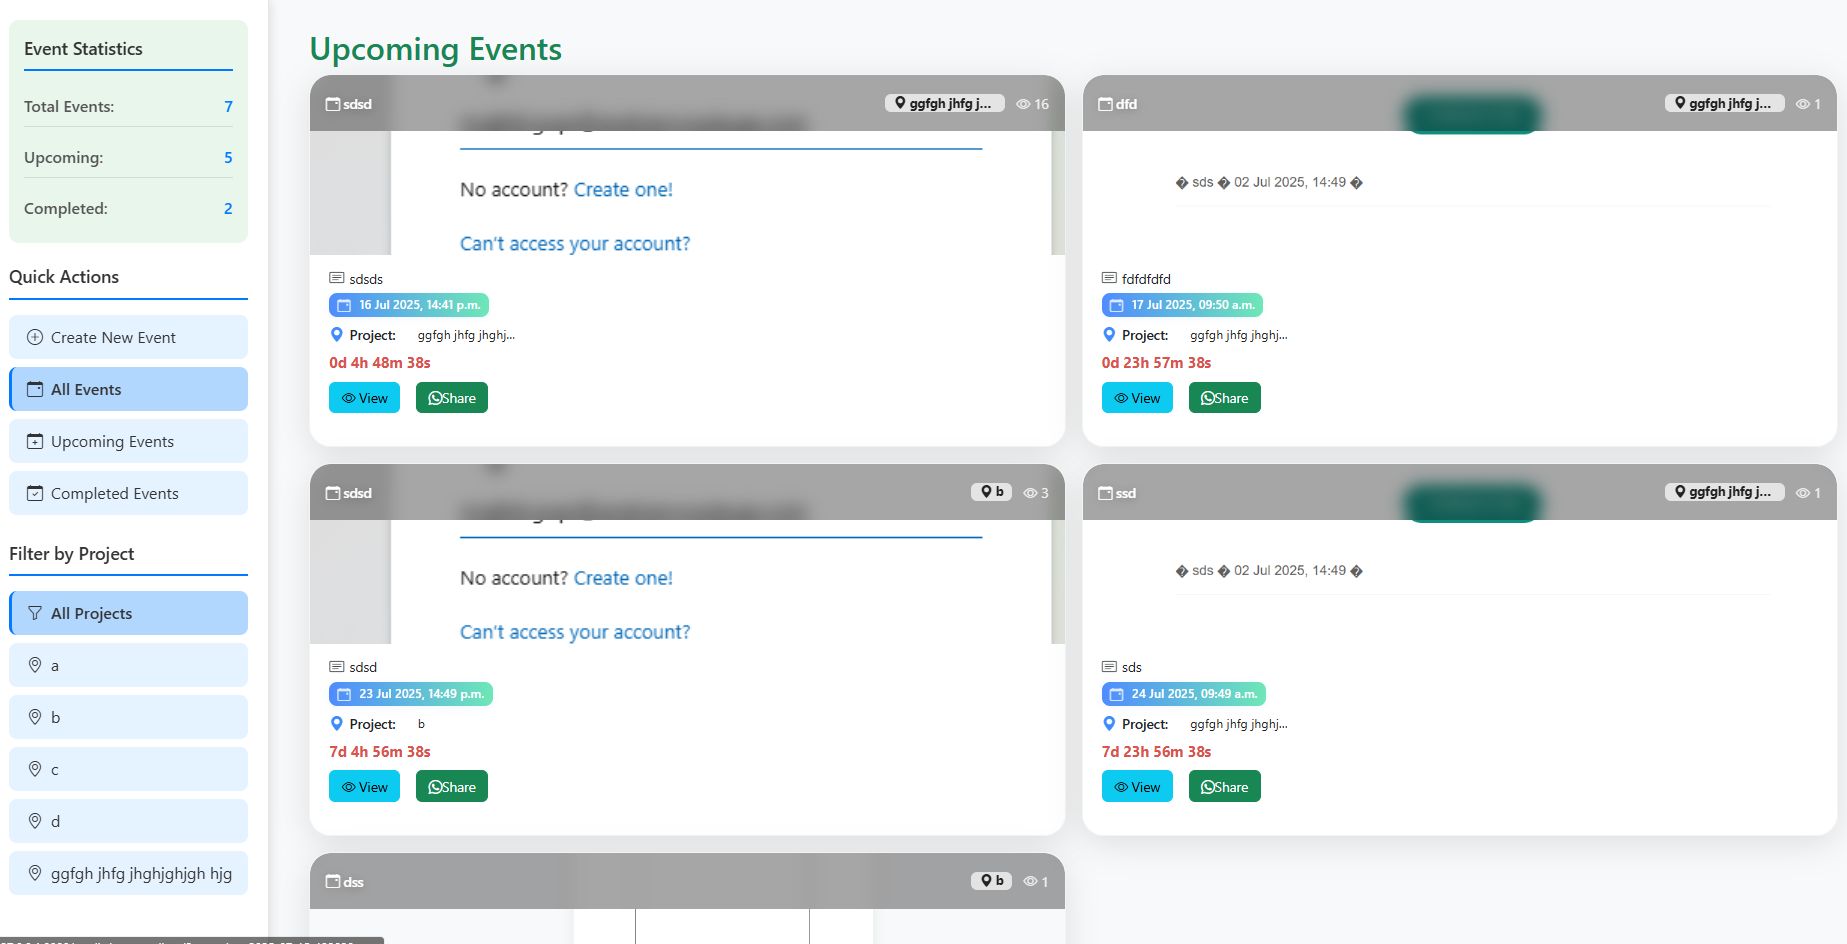 Event Statistics
Total Events: 7
Upcoming: 5
Completed: 2
Quick Actions
Create New Event
All Events
Upcoming Events
Completed Events
Filter by Project
All Projects
a
b
c
d
ggfgh jhfg jhghjghjgh hjg
Upcoming Events
sdsd ggfgh jhfg j... 16
No account? Create one!
Can't access your account?
sdsds
16 Jul 2025, 14:41 p.m.
Project: ggfgh jhfg jhghj...
0d 4h 48m 38s
View Share
dfd ggfgh jhfg j... 1
� sds � 02 Jul 2025, 14:49 �
fdfdfdfd
17 Jul 2025, 09:50 a.m.
Project: ggfgh jhfg jhghj...
0d 23h 57m 38s
View Share
sdsd b 3
No account? Create one!
Can't access your account?
sdsd
23 Jul 2025, 14:49 p.m.
Project: b
7d 4h 56m 38s
View Share
ssd ggfgh jhfg j... 1
� sds � 02 Jul 2025, 14:49 �
sds
24 Jul 2025, 09:49 a.m.
Project: ggfgh jhfg jhghj...
7d 23h 56m 38s
View Share
dss b 1